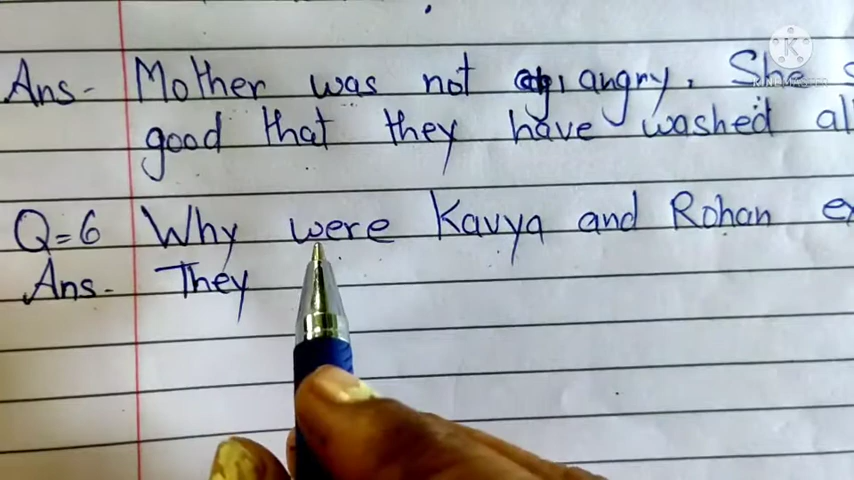 Ans- Mother was not angry. She
good that they have washed
Q=6 Why were Kavya and Rohan
Ans- They
KINEMASTER